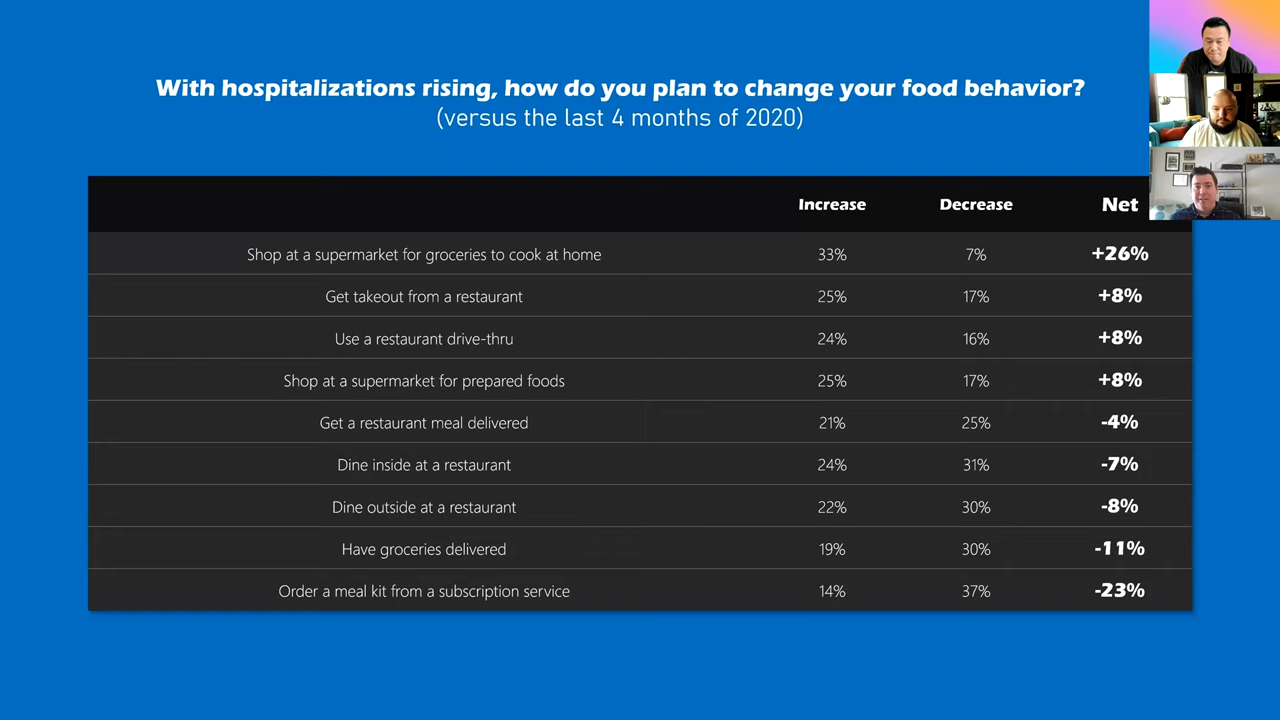 With hospitalizations rising, how do you plan to change your food behavior?
(versus the last 4 months of 2020)
Increase Decrease Net
Shop at a supermarket for groceries to cook at home 33% 7% +26%
Get takeout from a restaurant 25% 17% +8%
Use a restaurant drive-thru 24% 16% +8%
Shop at a supermarket for prepared foods 25% 17% +8%
Get a restaurant meal delivered 21% 25% -4%
Dine inside at a restaurant 24% 31% -7%
Dine outside at a restaurant 22% 30% -8%
Have groceries delivered 19% 30% -11%
Order a meal kit from a subscription service 14% 37% -23%